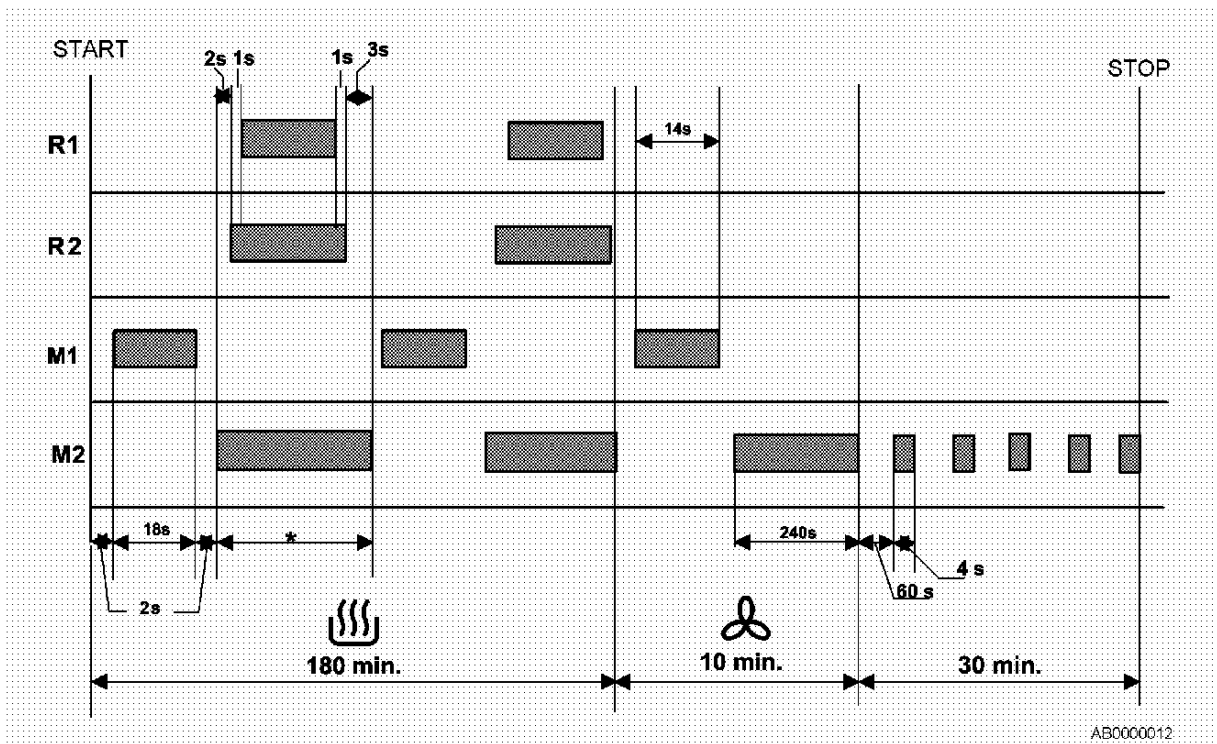 START
2s 1s 1s 3s
STOP
R1
14s
R2
M1
M2
18s * 240s
4 s
60 s
2s
180 min. 10 min. 30 min.
AB0000012